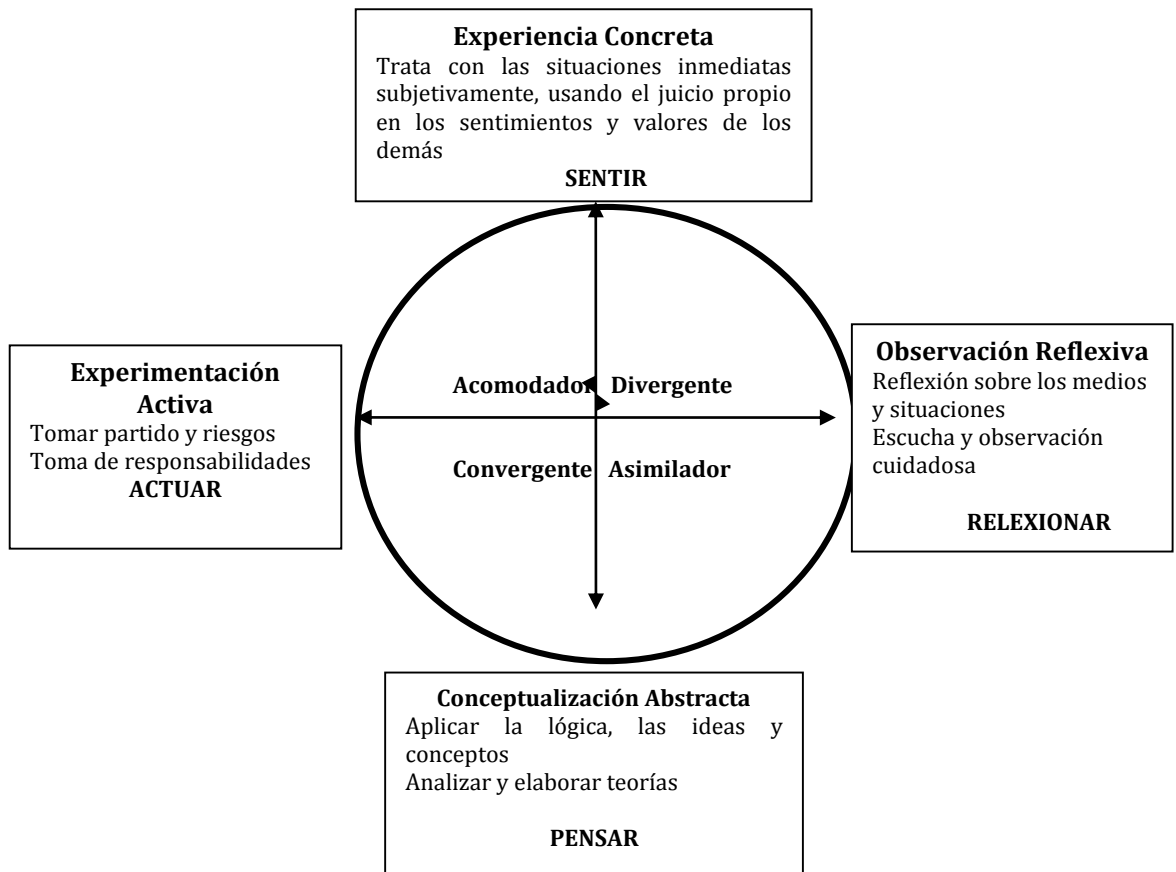 Experiencia Concreta
Trata con las situaciones inmediatas
subjetivamente, usando el juicio propio
en los sentimientos y valores de los
demás
SENTIR
Experimentación
Activa
Tomar partido y riesgos
Toma de responsabilidades
ACTUAR
Acomodador Divergente
Convergente Asimilador
Observación Reflexiva
Reflexión sobre los medios
y situaciones
Escucha y observación
cuidadosa
RELEXIONAR
Conceptualización Abstracta
Aplicar la lógica, las ideas y
conceptos
Analizar y elaborar teorías
PENSAR